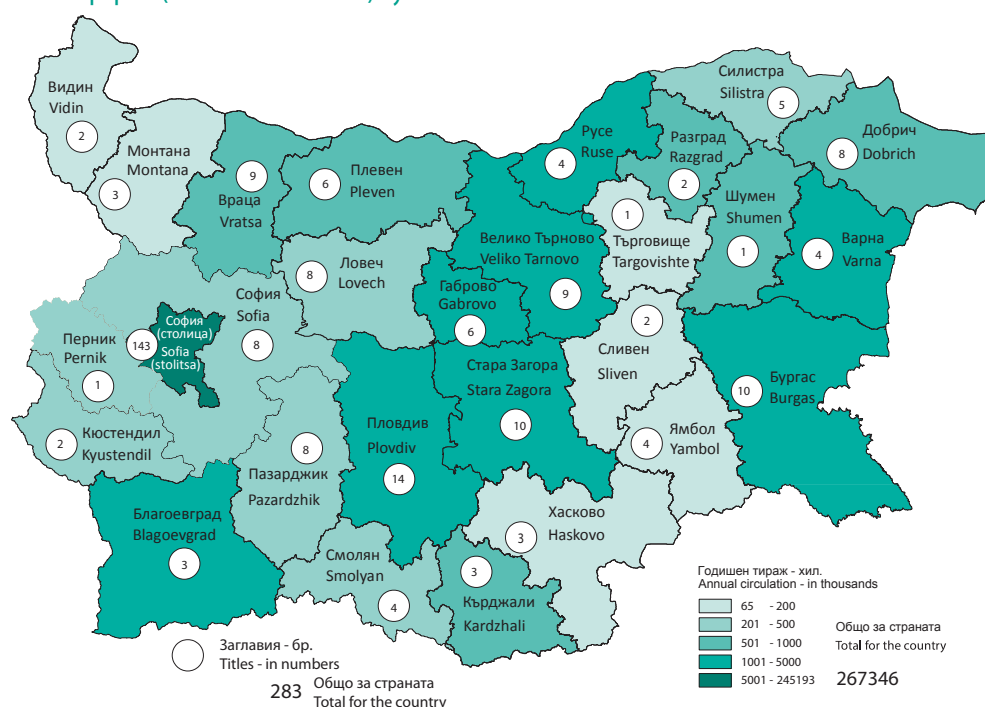 Видин
Vidin
2
Монтана
Montana
3
9
Враца
Vratsa
6
Плевен
Pleven
8
Ловеч
Lovech
Велико Търново
Veliko Tarnovo
9
Габрово
Gabrovo
6
Русе
Ruse
4
Разград
Razgrad
2
Силистра
Silistra
5
Добрич
Dobrich
8
Шумен
Shumen
1
1
Търговище
Targovishte
Варна
Varna
4
София
Sofia
8
София
(столица)
Sofia
(stolitsa)
143
Перник
Pernik
1
2
Кюстендил
Kyustendil
8
Пазарджик
Pazardzhik
Пловдив
Plovdiv
14
Стара Загора
Stara Zagora
10
2
Сливен
Sliven
4
Ямбол
Yambol
10
Бургас
Burgas
Благоевград
Blagoevgrad
3
Смолян
Smolyan
4
3
Кърджали
Kardzhali
Хасково
Haskovo
3
Заглавия - бр.
Titles - in numbers
283
Общо за страната
Total for the country
Годишен тираж - хил.
Annual circulation - in thousands
65 - 200
201 - 500
501 - 1000
1001 - 5000
5001 - 245193
Общо за страната
Total for the country
267346